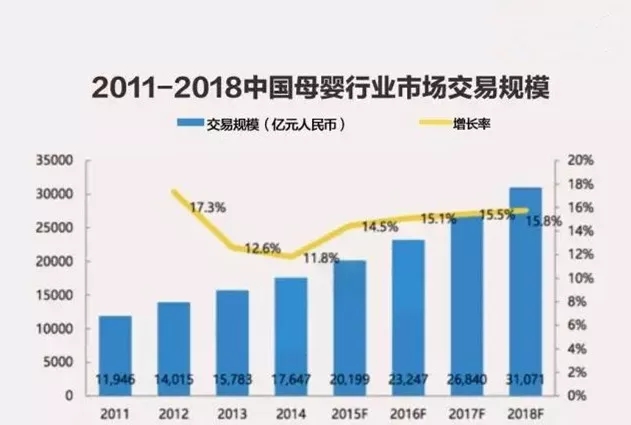 2011-2018中国母婴行业市场交易规模
交易规模（亿元人民币） 增长率
35000 20%
30000 18%
25000 16%
20000 14%
15000 12%
10000 10%
5000 8%
0 6%
4%
2%
0%
17.3% 12.6% 11.8% 14.5% 15.1% 15.5% 15.8%
11,946 14,015 15,783 17,647 20,199 23,247 26,840 31,071
2011 2012 2013 2014 2015F 2016F 2017F 2018F